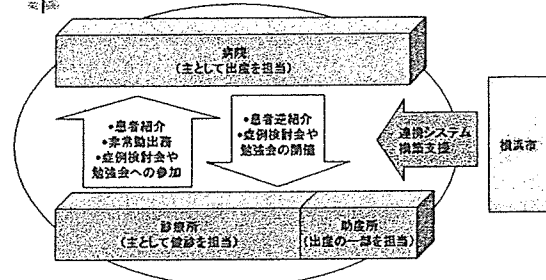 病院
(主として出産を担当)
•患者紹介
•非常勤出務
•症例検討会や
勉強会への参加
•患者逆紹介
•症例検討会や
勉強会の開催
連携システム
構築支援
横浜市
診療所
(主として健診を担当)
助産所
(出産の一部を担当)